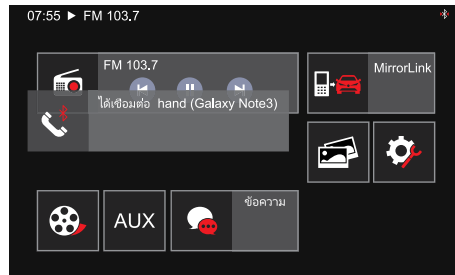 07:55 ▶ FM 103.7
FM 103.7
MirrorLink
ได้เชื่อมต่อ hand (Galaxy Note3)
AUX
ข้อความ